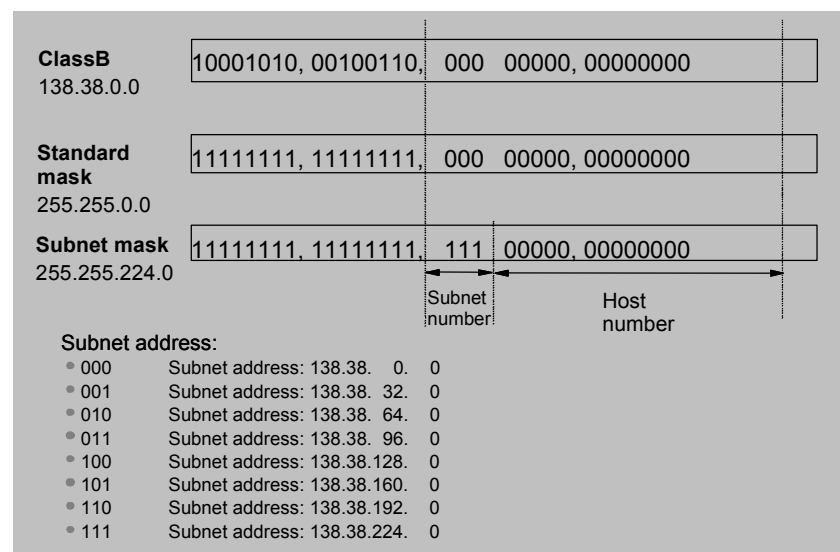 ClassB
138.38.0.0
10001010, 00100110, 000 00000, 00000000
Standard
mask
255.255.0.0
11111111, 11111111, 000 00000, 00000000
Subnet mask
255.255.224.0
11111111, 11111111, 111 00000, 00000000
Subnet
number
Host
number
Subnet address:
000 Subnet address: 138.38. 0. 0
001 Subnet address: 138.38. 32. 0
010 Subnet address: 138.38. 64. 0
011 Subnet address: 138.38. 96. 0
100 Subnet address: 138.38.128. 0
101 Subnet address: 138.38.160. 0
110 Subnet address: 138.38.192. 0
111 Subnet address: 138.38.224. 0